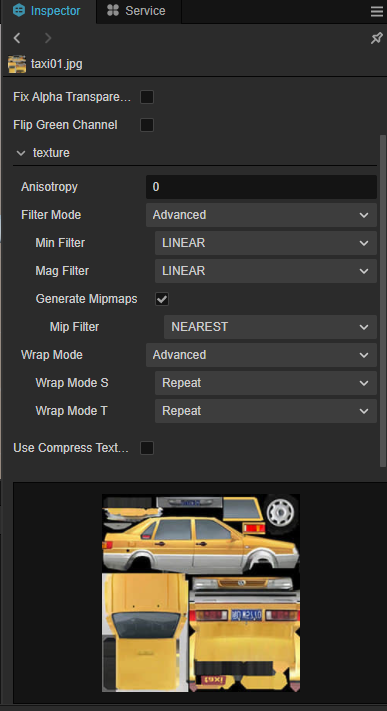 Inspector Service
taxi01.jpg
Fix Alpha Transpare...
Flip Green Channel
texture
Anisotropy 0
Filter Mode Advanced
Min Filter LINEAR
Mag Filter LINEAR
Generate Mipmaps
Mip Filter NEAREST
Wrap Mode Advanced
Wrap Mode S Repeat
Wrap Mode T Repeat
Use Compress Text...